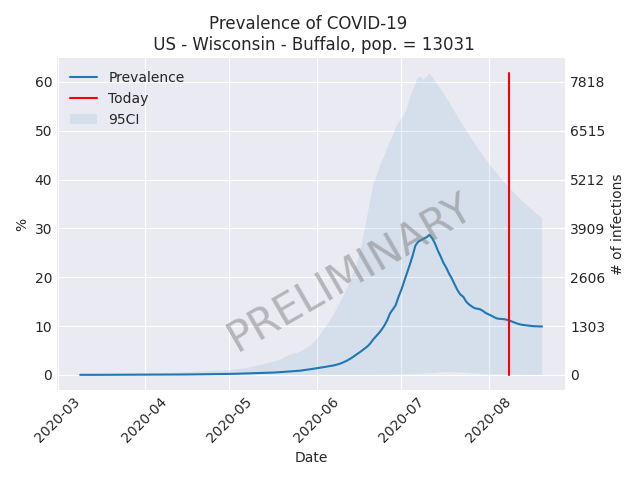 Prevalence of COVID-19
US - Wisconsin - Buffalo, pop. = 13031
Prevalence
Today
95CI
PRELIMINARY
%
60
50
40
30
20
10
0
7818
6515
5212
3909
2606
1303
0
# of infections
2020-03
2020-04
2020-05
2020-06
2020-07
2020-08
Date